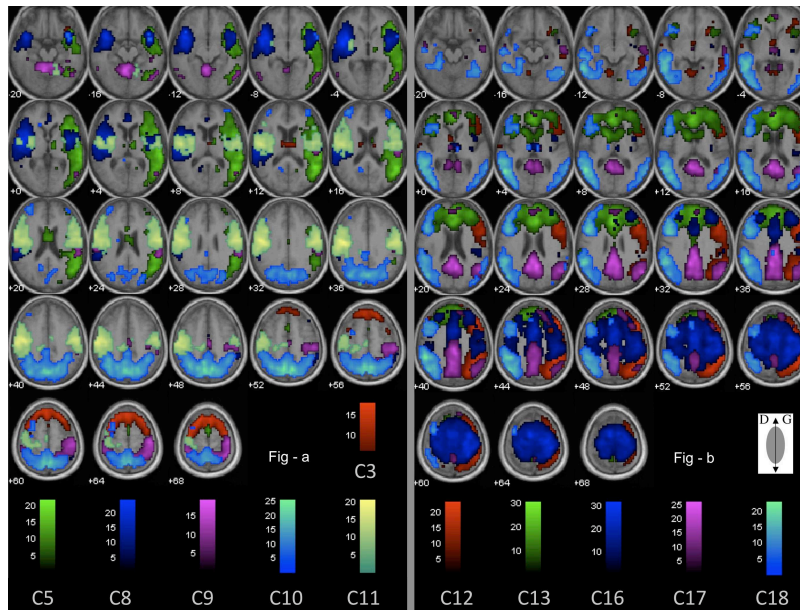 -20 -16 -12 -8 -4
+0 +4 +8 +12 +16
+20 +24 +28 +32 +36
+40 +44 +48 +52 +56
+60 +64 +68
Fig - a
15
10
C3
20
15
10
5
C5
20
15
10
5
C8
15
10
5
C9
25
20
15
10
5
C10
20
15
10
5
C11
-20 -16 -12 -8 -4
+0 +4 +8 +12 +16
+20 +24 +28 +32 +36
+40 +44 +48 +52 +56
+60 +64 +68
Fig - b
D G
20
15
10
5
C12
30
20
10
C13
30
20
10
C16
25
20
15
10
5
C17
20
15
10
5
C18